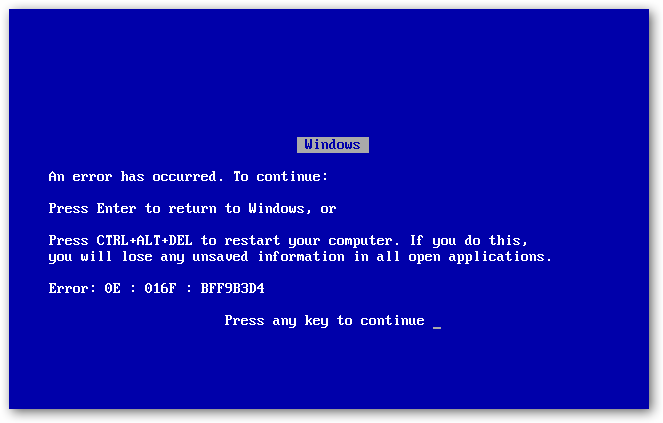 Windows
An error has occurred. To continue:
Press Enter to return to Windows, or
Press CTRL+ALT+DEL to restart your computer. If you do this,
you will lose any unsaved information in all open applications.
Error: 0E : 016F : BFF9B3D4
Press any key to continue _